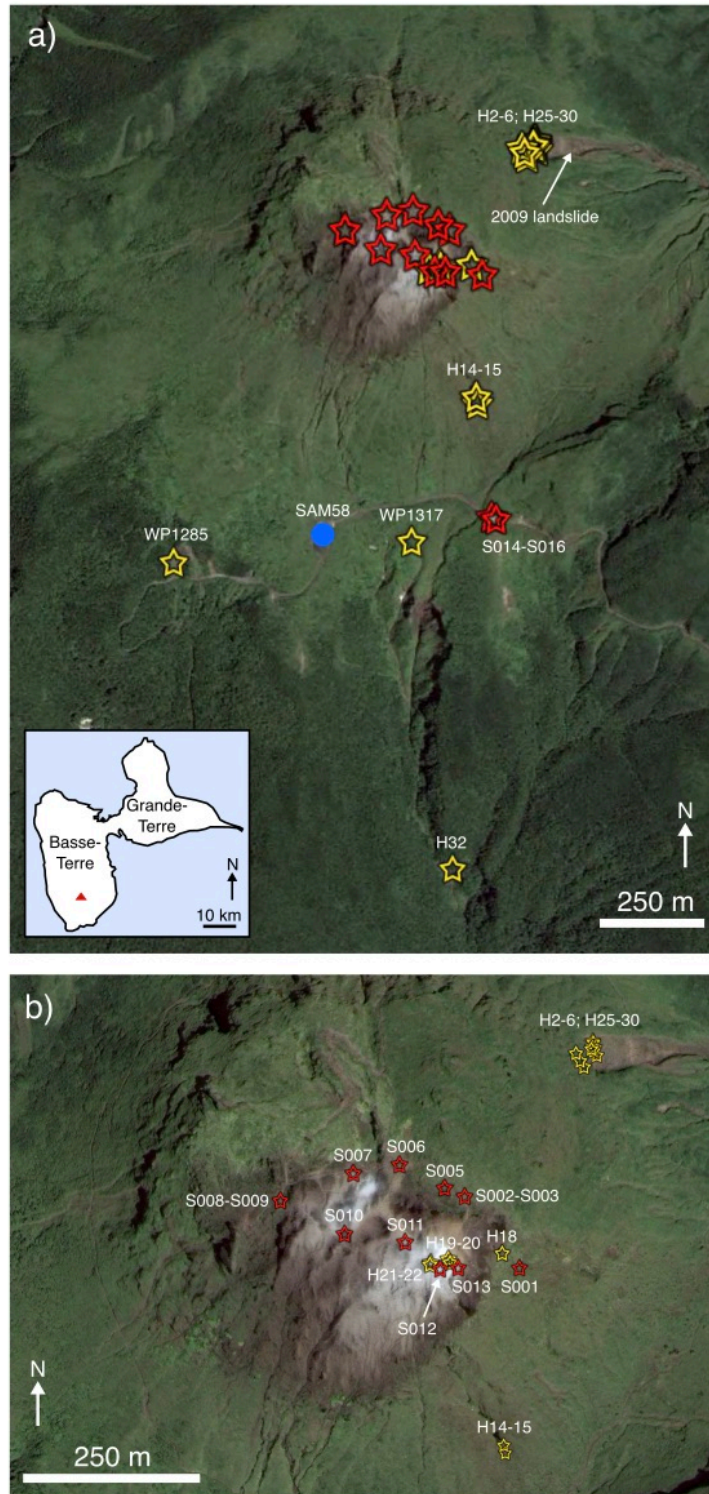 a)
H2-6; H25-30
2009 landslide
H14-15
SAM58
WP1317
WP1285
S014-S016
Grande-
Terre
Basse-
Terre
N
10 km
H32
N
250 m
b)
H2-6; H25-30
S007
S006
S005
S008-S009
S002-S003
S010
S011
H19-20
H18
H21-22
S013
S001
S012
N
H14-15
250 m